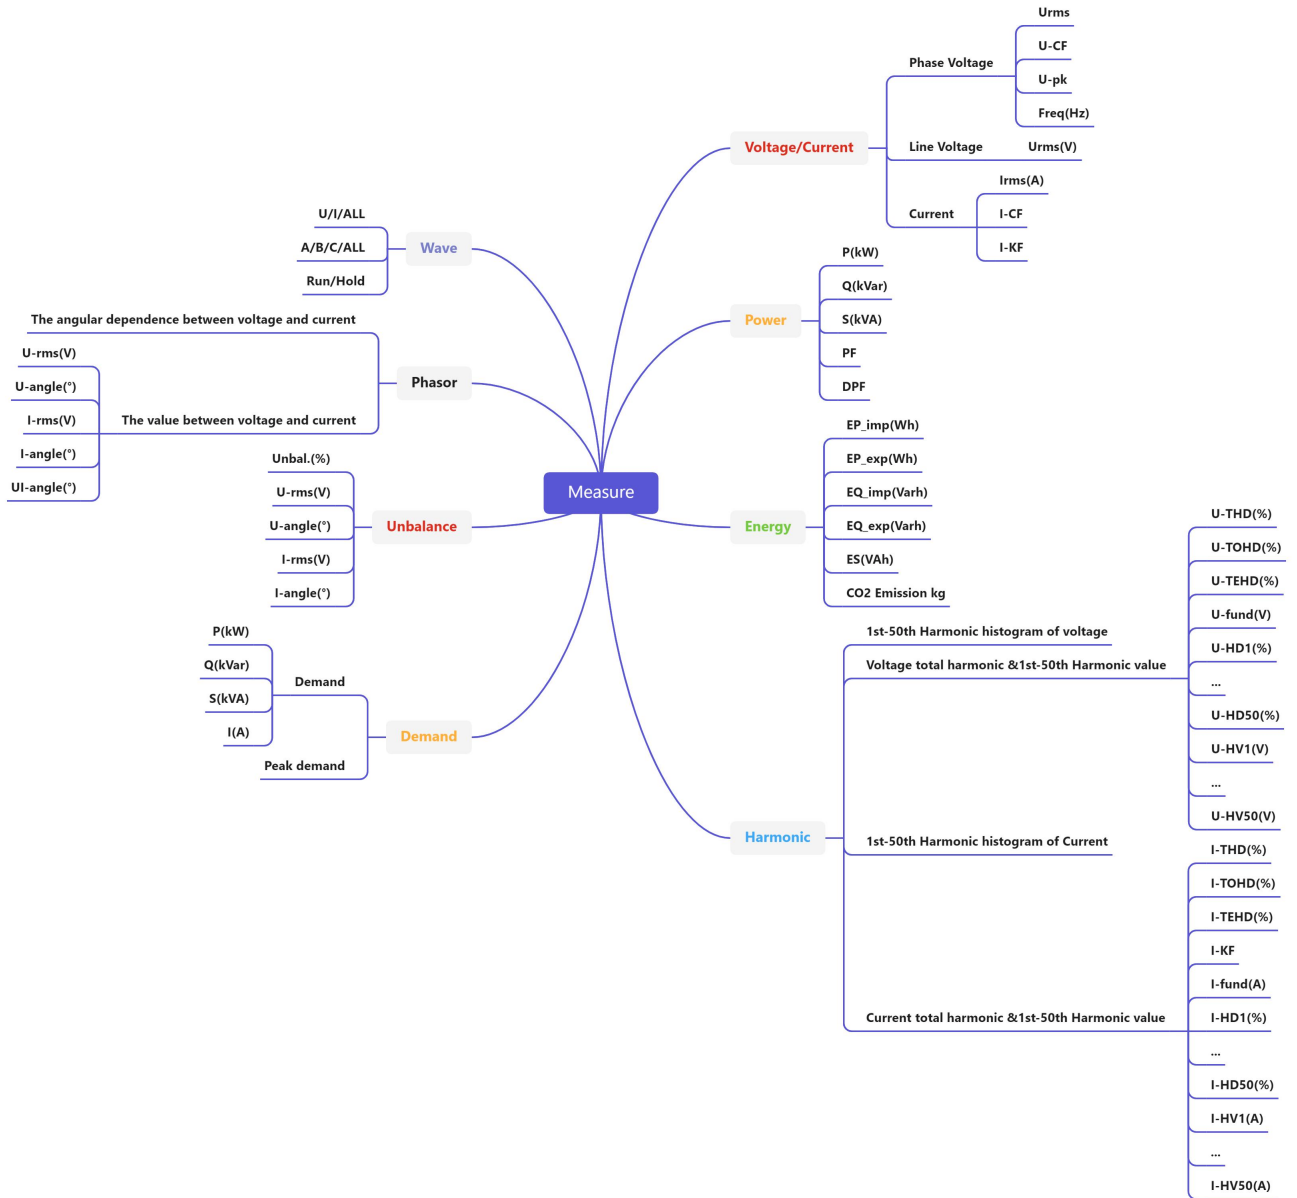 Measure
Voltage/Current
Phase Voltage
Urms
U-CF
U-pk
Freq(Hz)
Line Voltage
Urms(V)
Current
Irms(A)
I-CF
I-KF
Power
P(kW)
Q(kVar)
S(kVA)
PF
DPF
Energy
EP_imp(Wh)
EP_exp(Wh)
EQ_imp(Varh)
EQ_exp(Varh)
ES(VAh)
CO2 Emission kg
Harmonic
1st-50th Harmonic histogram of voltage
Voltage total harmonic &1st-50th Harmonic value
U-THD(%)
U-TOHD(%)
U-TEHD(%)
U-fund(V)
U-HD1(%)
...
U-HD50(%)
U-HV1(V)
...
U-HV50(V)
1st-50th Harmonic histogram of Current
Current total harmonic &1st-50th Harmonic value
I-THD(%)
I-TOHD(%)
I-TEHD(%)
I-KF
I-fund(A)
I-HD1(%)
...
I-HD50(%)
I-HV1(A)
...
I-HV50(A)
Wave
U/I/ALL
A/B/C/ALL
Run/Hold
Phasor
The angular dependence between voltage and current
The value between voltage and current
U-rms(V)
U-angle(°)
I-rms(V)
I-angle(°)
UI-angle(°)
Unbalance
Unbal.(%)
U-rms(V)
U-angle(°)
I-rms(V)
I-angle(°)
Demand
Demand
P(kW)
Q(kVar)
S(kVA)
I(A)
Peak demand